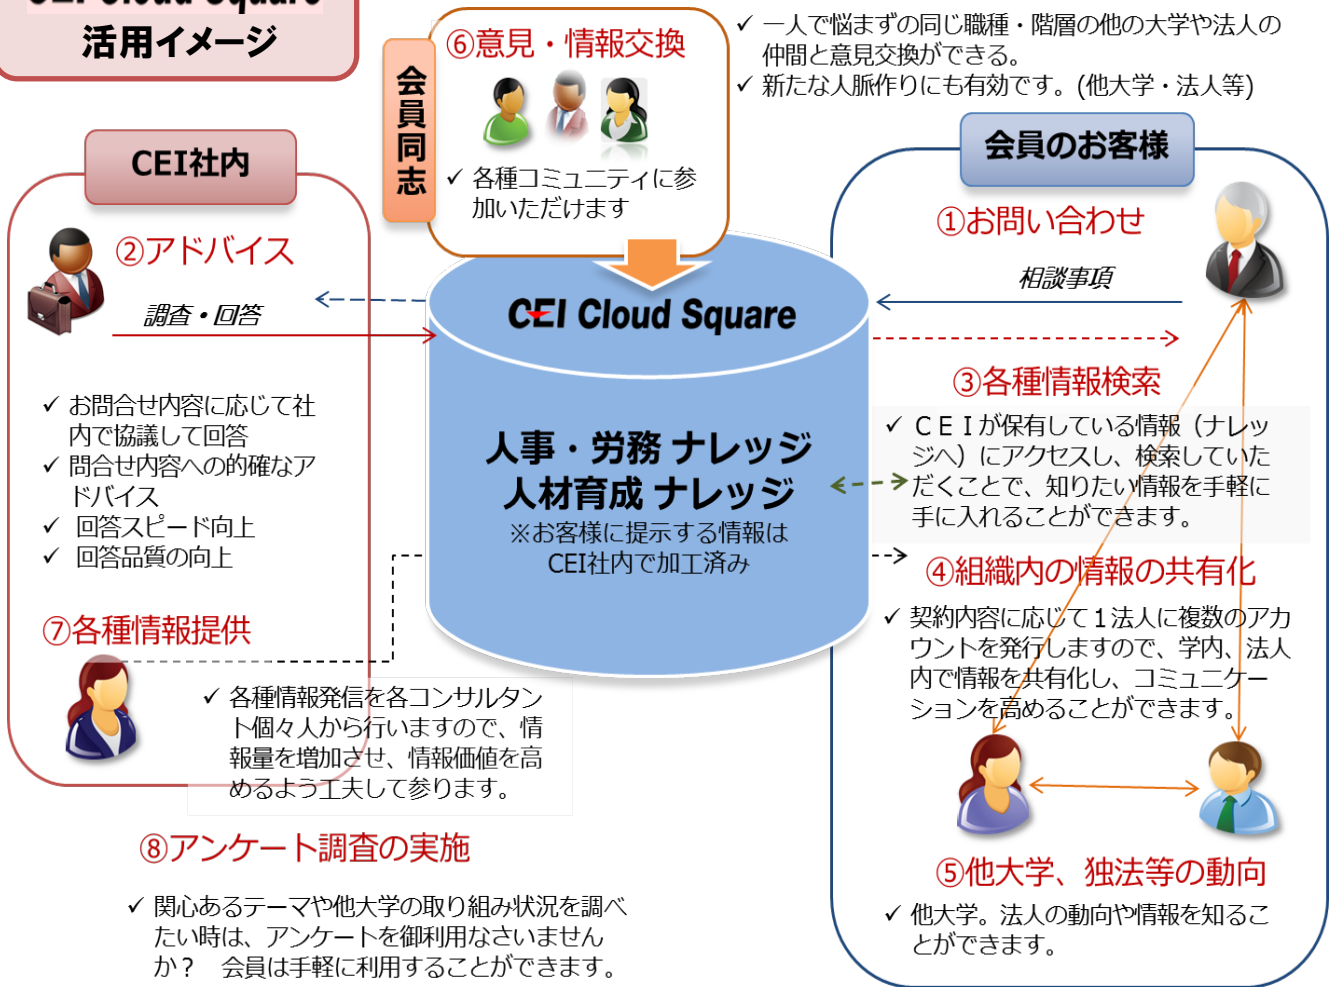 CEI Cloud Square
活用イメージ
会員同志
⑥意見・情報交換
✓ 各種コミュニティに参
加いただけます
✓ 一人で悩まずの同じ職種・階層の他の大学や法人の
仲間と意見交換ができる。
✓ 新たな人脈作りにも有効です。(他大学・法人等)
CEI社内
②アドバイス
調査・回答
✓ お問合せ内容に応じて社
内で協議して回答
✓ 問合せ内容への的確なア
ドバイス
✓ 回答スピード向上
✓ 回答品質の向上
⑦各種情報提供
✓ 各種情報発信を各コンサルタン
ト個々人から行いますので、情
報量を増加させ、情報価値を高
めるよう工夫して参ります。
⑧アンケート調査の実施
✓ 関心あるテーマや他大学の取り組み状況を調べ
たい時は、アンケートを御利用なさいません
か？　会員は手軽に利用することができます。
CEI Cloud Square
人事・労務 ナレッジ
人材育成 ナレッジ
※お客様に提示する情報は
CEI社内で加工済み
会員のお客様
①お問い合わせ
相談事項
③各種情報検索
✓ ＣＥＩが保有している情報（ナレッ
ジへ）にアクセスし、検索していた
だくことで、知りたい情報を手軽に
手に入れることができます。
④組織内の情報の共有化
✓ 契約内容に応じて１法人に複数のアカ
ウントを発行しますので、学内、法人
内で情報を共有化し、コミュニケー
ションを高めることができます。
⑤他大学、独法等の動向
✓ 他大学。法人の動向や情報を知るこ
とができます。